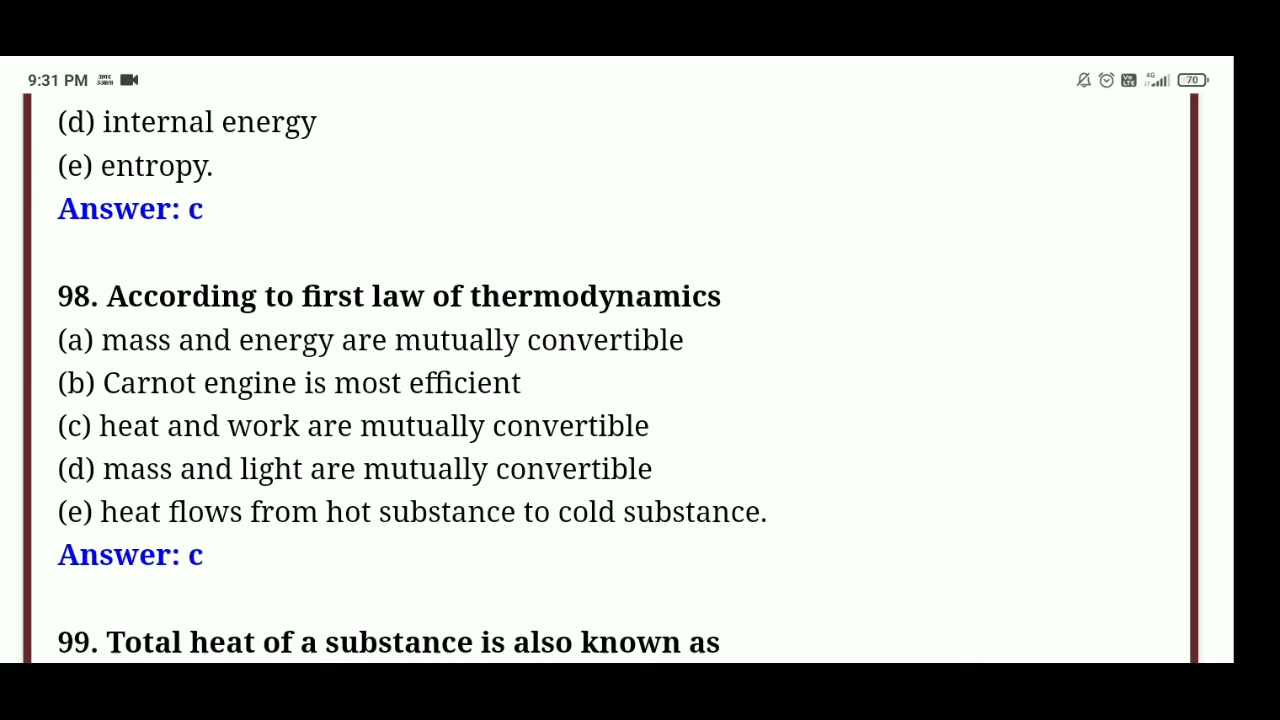 9:31 PM
4G
70
(d) internal energy
(e) entropy.
Answer: c
98. According to first law of thermodynamics
(a) mass and energy are mutually convertible
(b) Carnot engine is most efficient
(c) heat and work are mutually convertible
(d) mass and light are mutually convertible
(e) heat flows from hot substance to cold substance.
Answer: c
99. Total heat of a substance is also known as